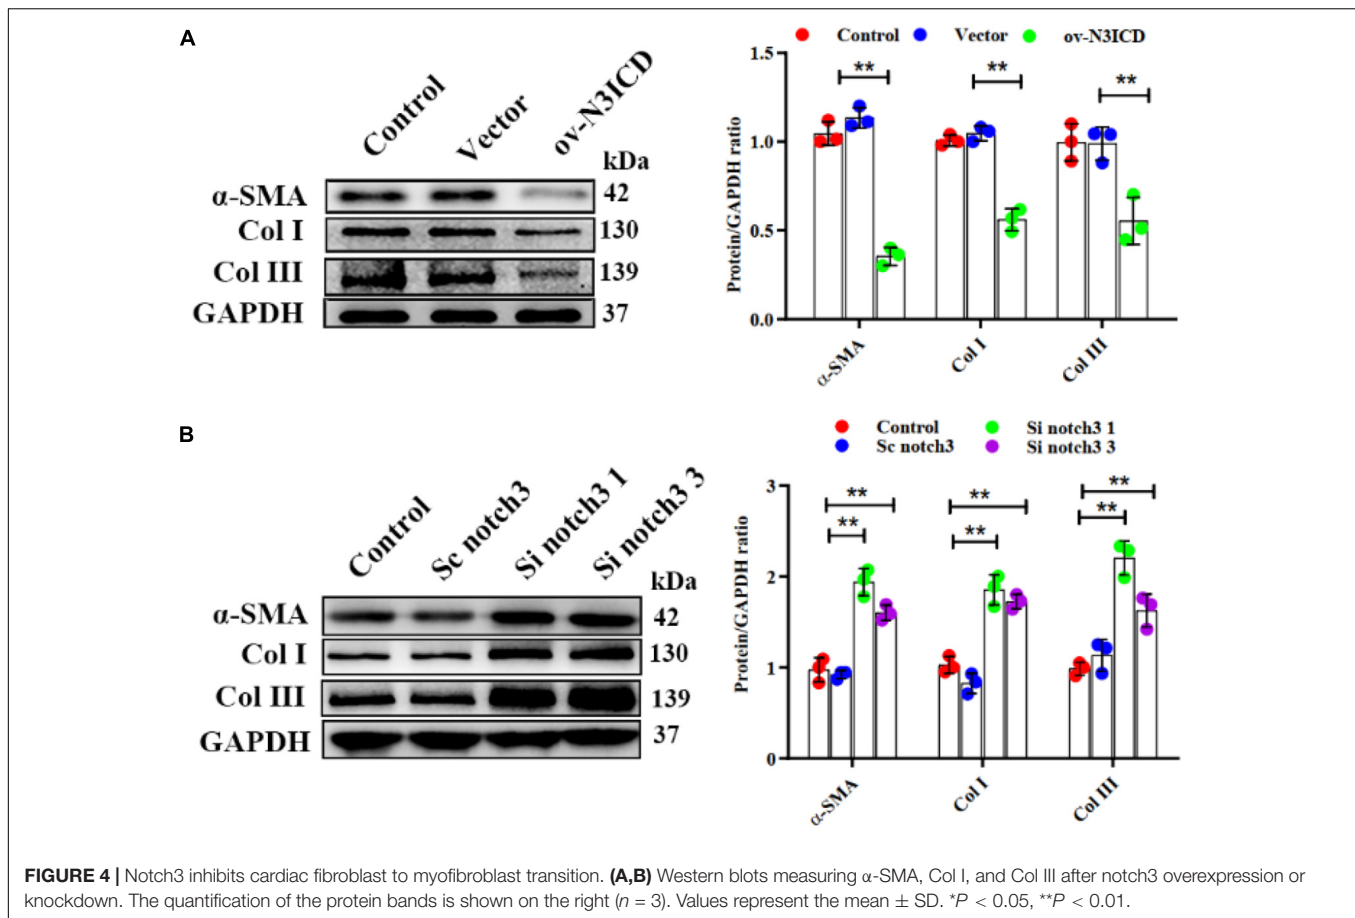 A
Control
Vector
ov-N3ICD
kDa
α-SMA 42
Col I 130
Col III 139
GAPDH 37
Control Vector ov-N3ICD
Protein/GAPDH ratio
1.5
1.0
0.5
0.0
** ** **
α-SMA
Col I
Col III
B
Control
Sc notch3
Si notch3 1
Si notch3 3
kDa
α-SMA 42
Col I 130
Col III 139
GAPDH 37
Control Si notch3 1
Sc notch3 Si notch3 3
Protein/GAPDH ratio
3
2
1
0
** ** **
** ** **
α-SMA
Col I
Col III
FIGURE 4 | Notch3 inhibits cardiac fibroblast to myofibroblast transition. (A,B) Western blots measuring α-SMA, Col I, and Col III after notch3 overexpression or
knockdown. The quantification of the protein bands is shown on the right (n = 3). Values represent the mean ± SD. *P < 0.05, **P < 0.01.